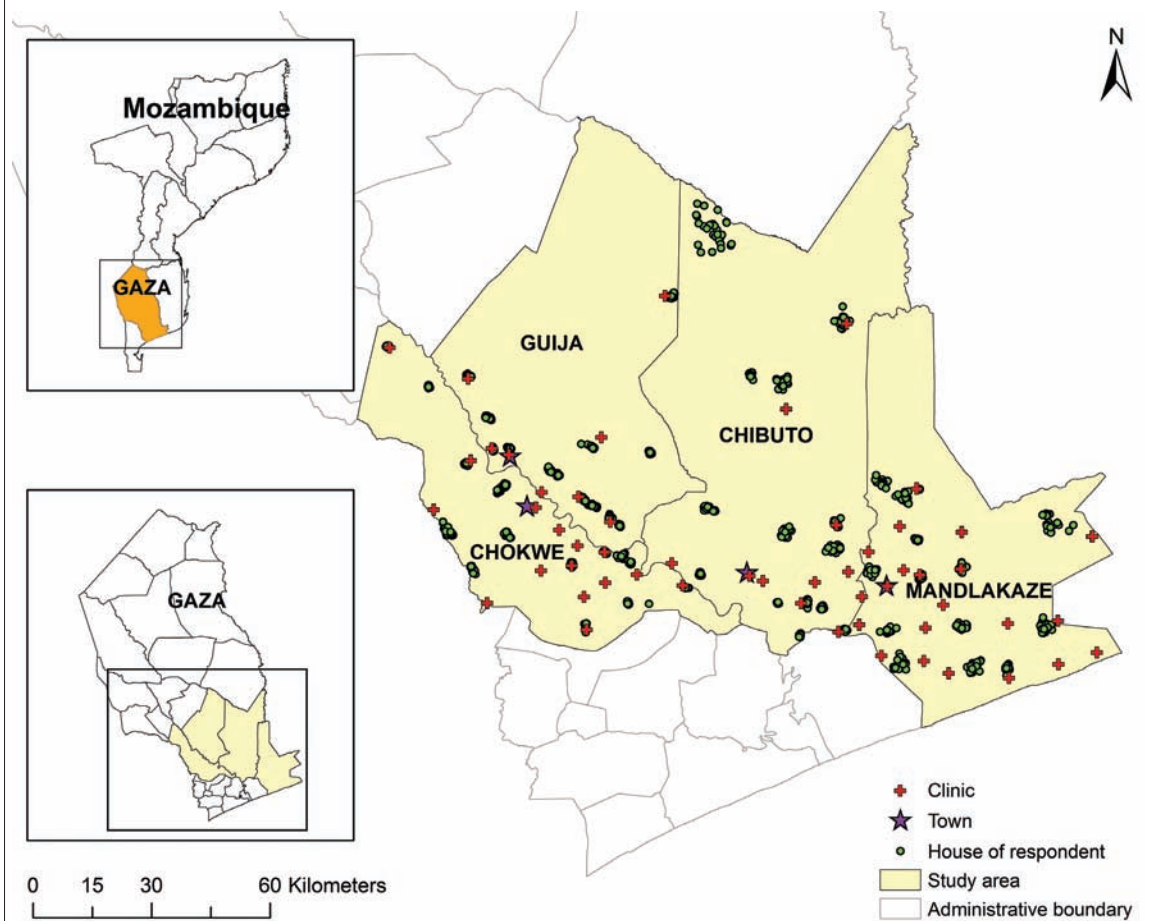 N
Mozambique
GAZA
GUIJA
CHIBUTO
CHOKWE
MANDLAKAZE
GAZA
Clinic
Town
House of respondent
Study area
Administrative boundary
0 15 30 60 Kilometers